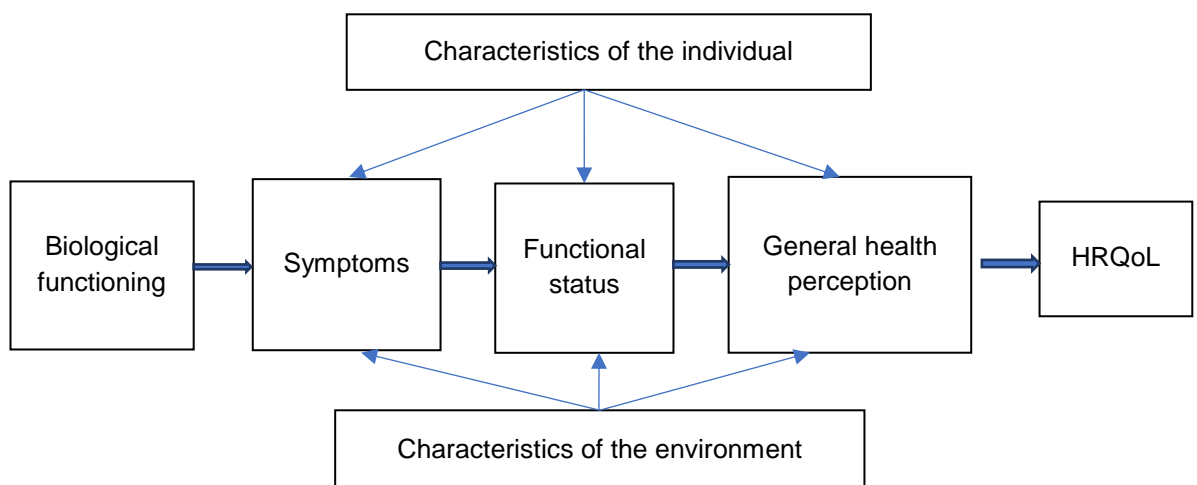 Characteristics of the individual
Biological
functioning
Symptoms
Functional
status
General health
perception
HRQoL
Characteristics of the environment